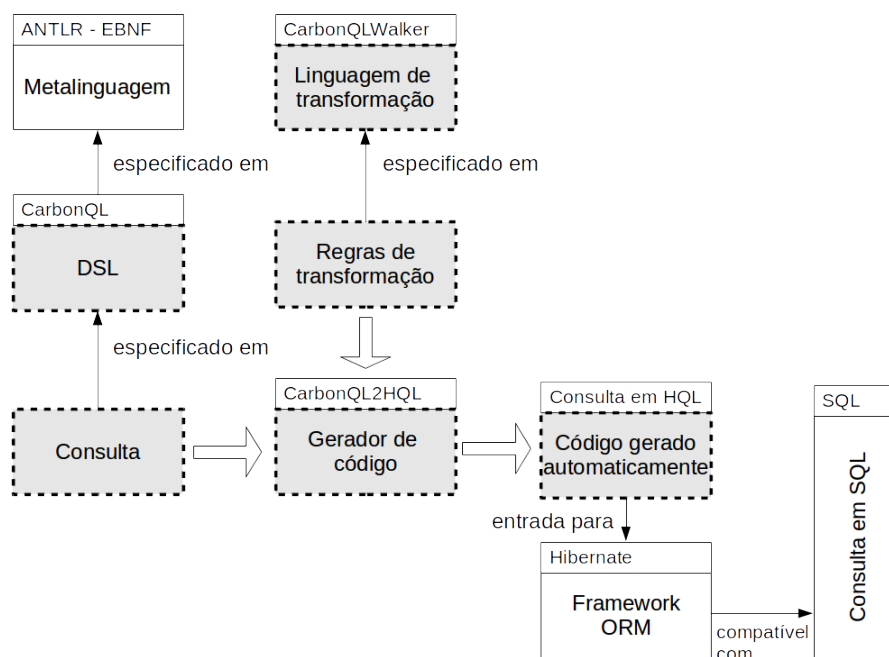 ANTLR - EBNF
Metalinguagem
CarbonQLWalker
Linguagem de
transformação
especificado em
especificado em
CarbonQL
DSL
Regras de
transformação
especificado em
Consulta
CarbonQL2HQL
Gerador de
código
Consulta em HQL
Código gerado
automaticamente
SQL
Consulta em SQL
entrada para
Hibernate
Framework
ORM
compatível
com